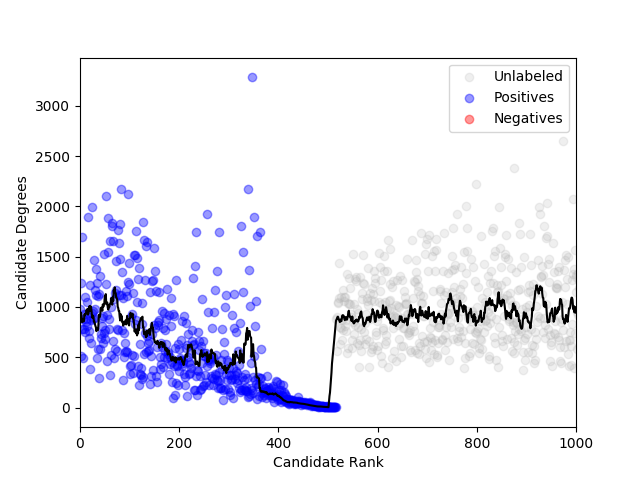 Unlabeled
Positives
Negatives
3000
2500
2000
1500
1000
500
0
Candidate Degrees
0 200 400 600 800 1000
Candidate Rank